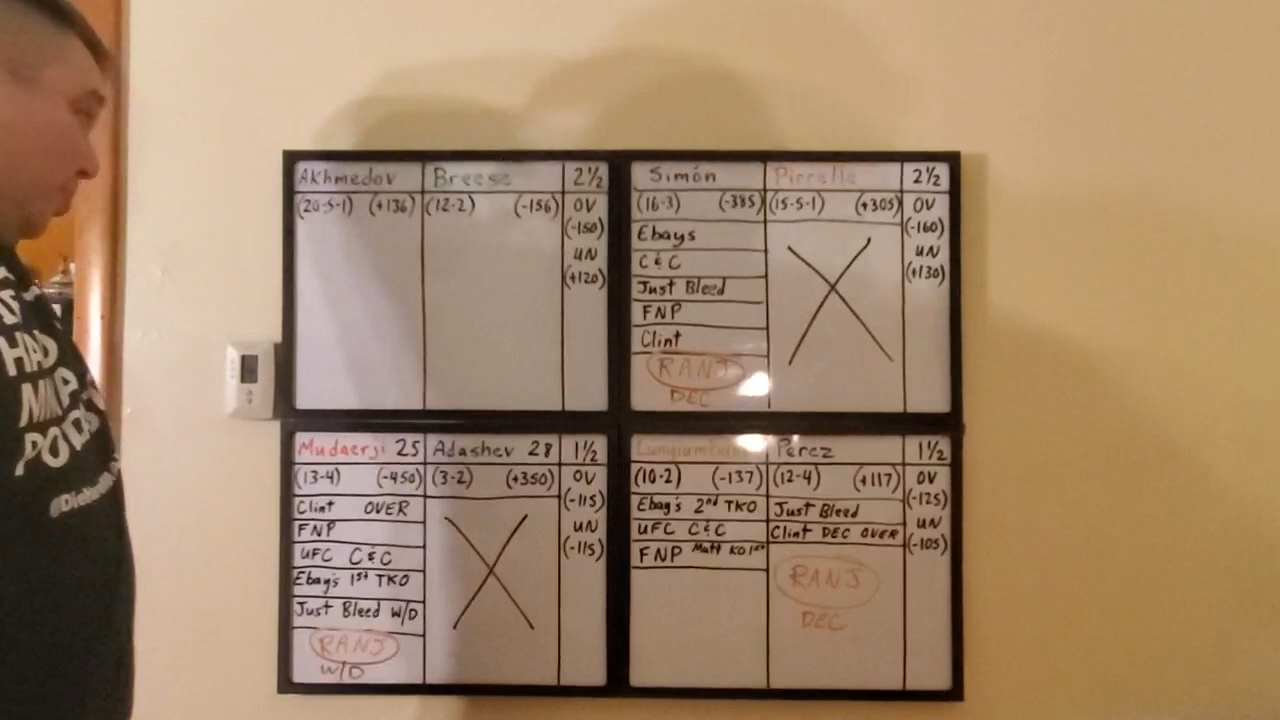 Akhmedov Breese 2½
(20-5-1) (+136) (12-2) (-156) OV
(-150)
UN
(+120)
Simón Pirrello 2½
(16-3) (-385) (15-5-1) (+305) OV
(-160)
UN
(+130)
Ebays
C & C
Just Bleed
FNP
Clint
RANJ
DEC
Mudaerji 25 Adashev 28 1½
(13-4) (-450) (3-2) (+350) OV
(-115)
UN
(-115)
Clint OVER
FNP
UFC C & C
Ebay's 1st TKO
Just Bleed W/D
RANJ
W/D
Perez 1½
(10-2) (-137) (12-4) (+117) OV
(-125)
UN
(-105)
Ebay's 2nd TKO
UFC C & C
FNP Matt KO 1st
Just Bleed
Clint DEC OVER
RANJ
DEC
HAD